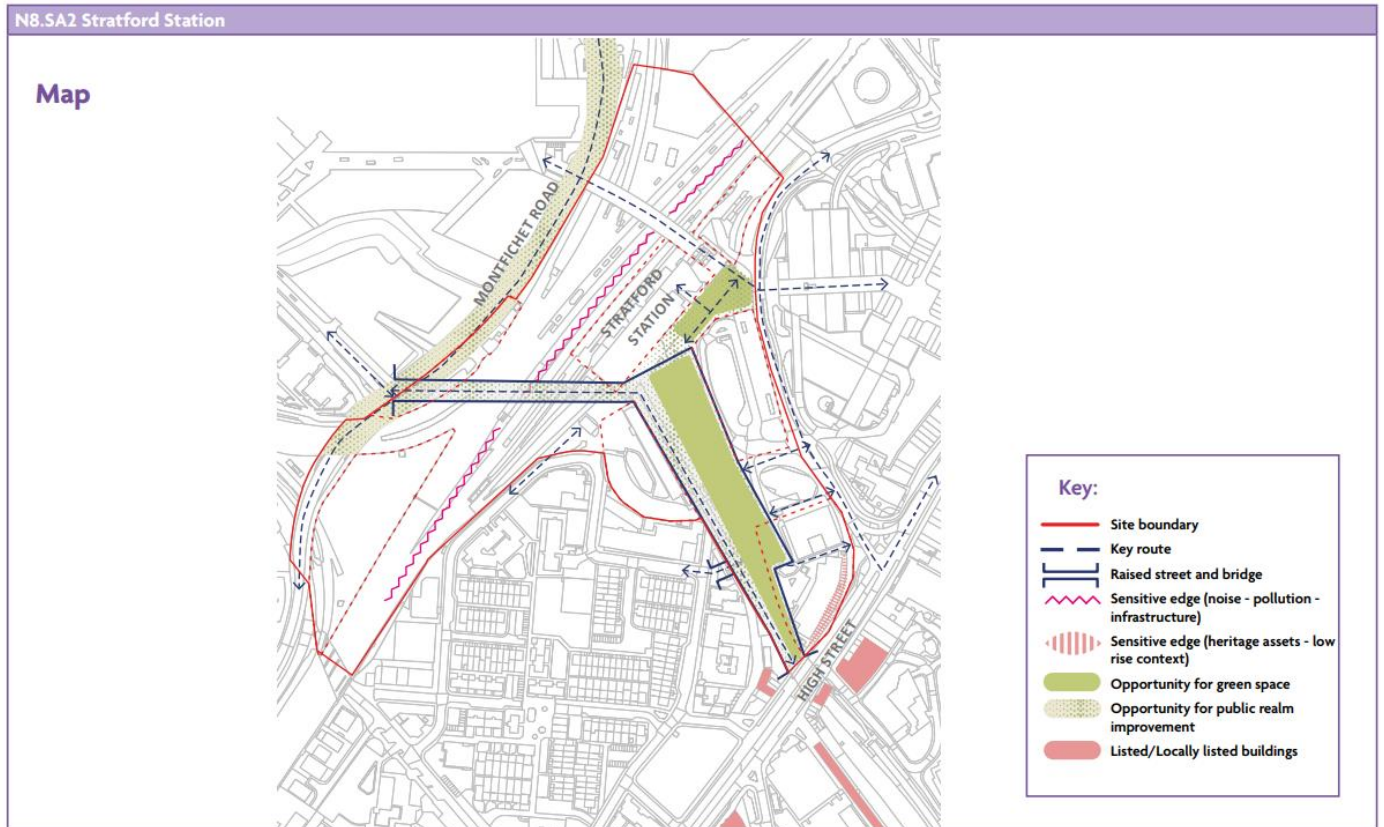 N8.SA2 Stratford Station
Map
MONTFICHET ROAD
STRATFORD
STATION
HIGH STREET
Key:
Site boundary
Key route
Raised street and bridge
Sensitive edge (noise - pollution -
infrastructure)
Sensitive edge (heritage assets - low
rise context)
Opportunity for green space
Opportunity for public realm
improvement
Listed/Locally listed buildings